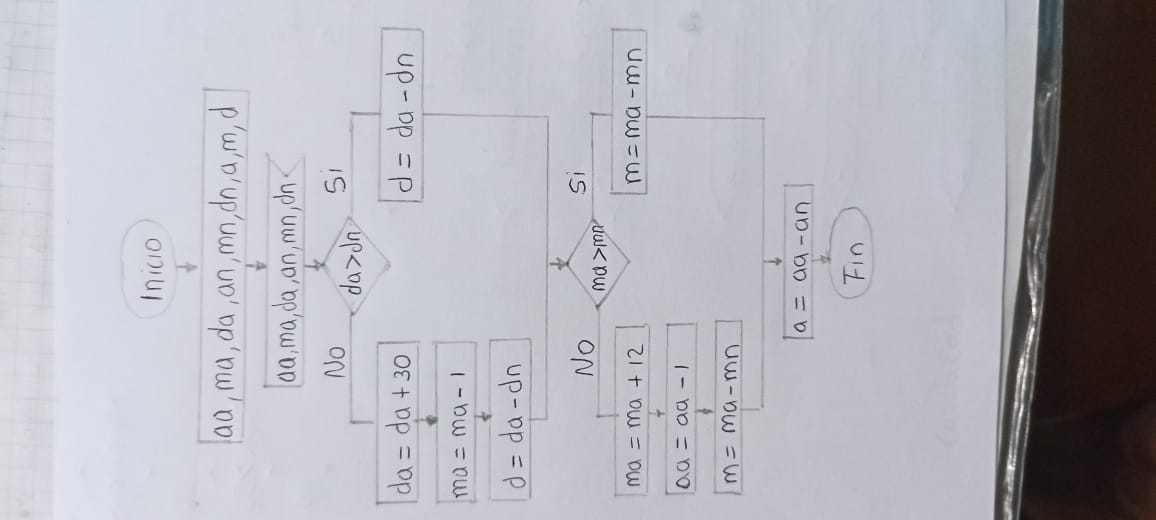 Inicio
aa, ma, da, an, mn, dn, a, m, d
aa, ma, da, an, mn, dn
No
da>dn
Si
da = da + 30
d = da - dn
ma = ma - 1
d = da - dn
No
ma>mn
Si
ma = ma + 12
m = ma - mn
aa = aa - 1
m = ma - mn
a = aa - an
Fin